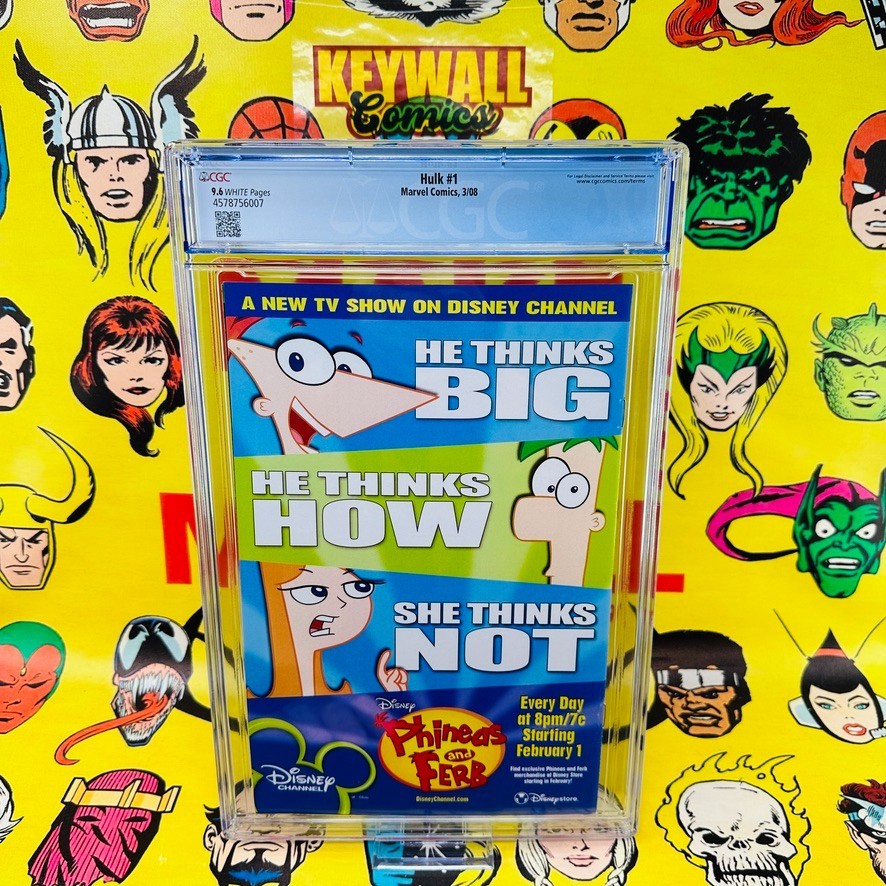 KEYWALL
Comics
CGC
9.6 WHITE Pages
4578756007
Hulk #1
Marvel Comics, 3/08
For Legal Disclaimer and Service Terms please visit:
www.cgccomics.com/terms
CGC
A NEW TV SHOW ON DISNEY CHANNEL
HE THINKS
BIG
HE THINKS
HOW
SHE THINKS
NOT
Disney
Phineas
and
FERB
DisneyChannel.com
Disney
CHANNEL
Every Day
at 8pm/7c
Starting
February 1
Find exclusive Phineas and Ferb
merchandise at Disney Store
starting in February!
Disney store.